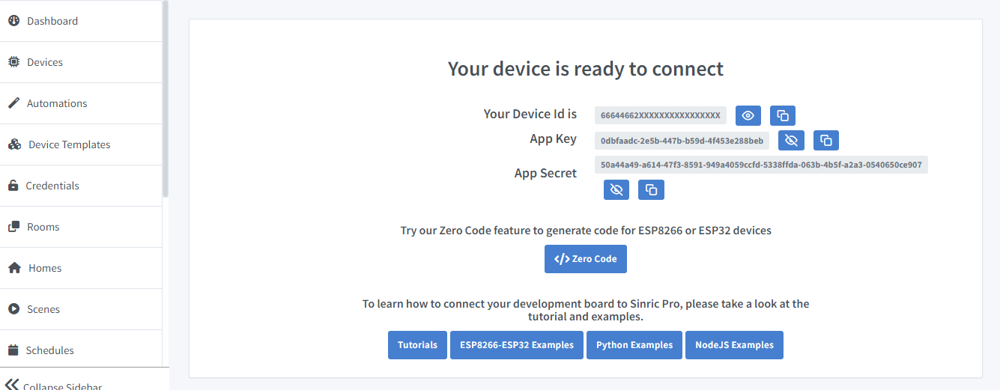 Dashboard
Devices
Automations
Device Templates
Credentials
Rooms
Homes
Scenes
Schedules
Collapse Sidebar
Your device is ready to connect
Your Device Id is 66644662XXXXXXXXXXXXXXXX
App Key 0dbfaadc-2e5b-447b-b59d-4f453e288beb
App Secret 50a44a49-a614-47f3-8591-949a4059ccfd-5338ffda-063b-4b5f-a2a3-0540650ce907
Try our Zero Code feature to generate code for ESP8266 or ESP32 devices
</> Zero Code
To learn how to connect your development board to Sinric Pro, please take a look at the
tutorial and examples.
Tutorials ESP8266-ESP32 Examples Python Examples NodeJS Examples